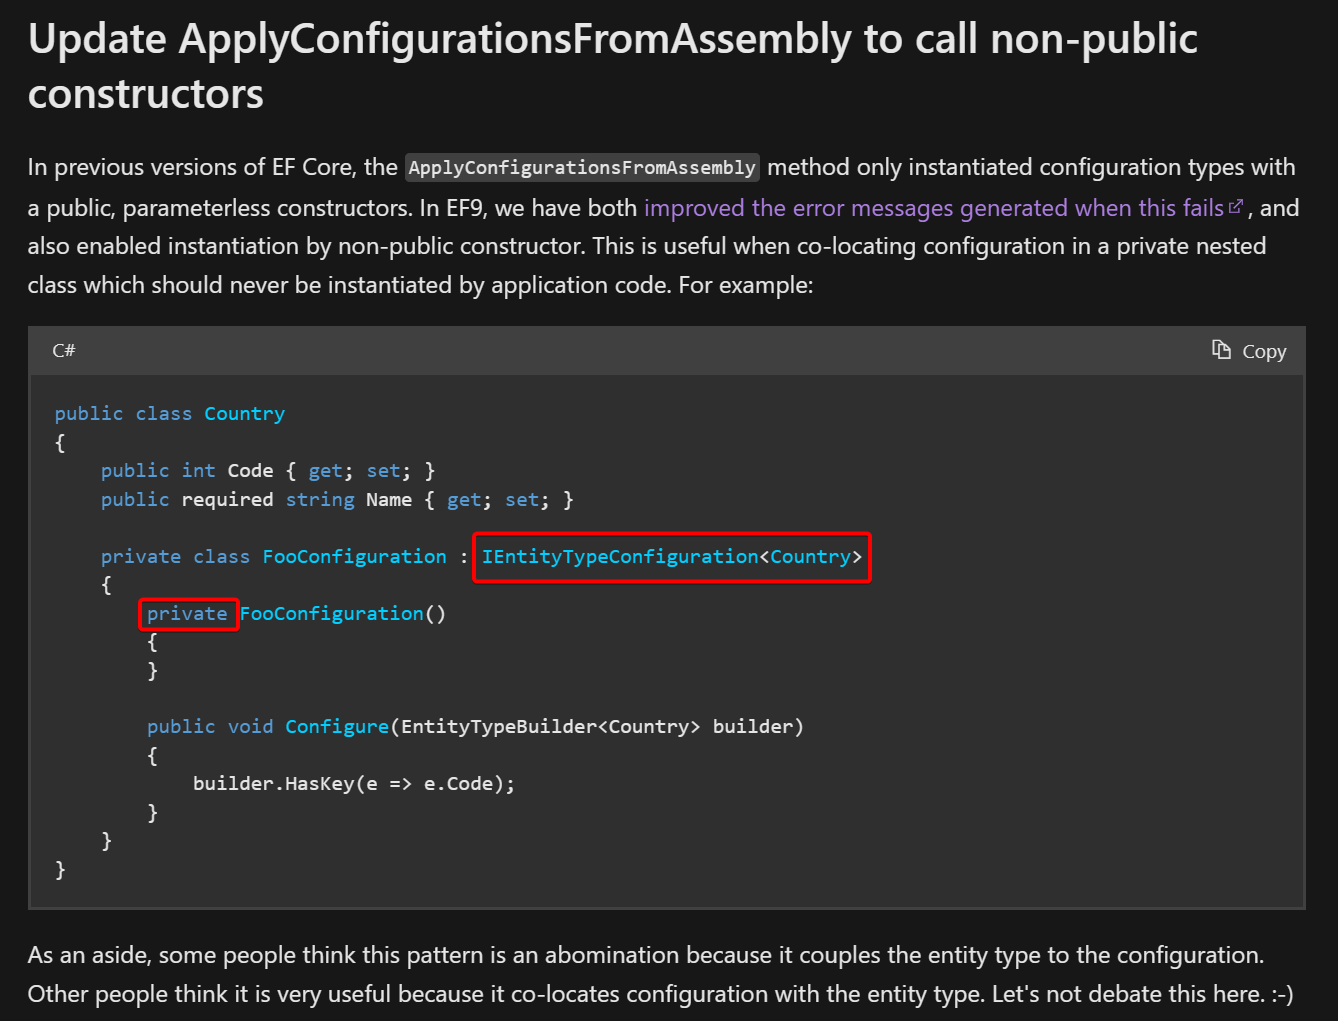 Update ApplyConfigurationsFromAssembly to call non-public
constructors
In previous versions of EF Core, the ApplyConfigurationsFromAssembly method only instantiated configuration types with
a public, parameterless constructors. In EF9, we have both improved the error messages generated when this fails , and
also enabled instantiation by non-public constructor. This is useful when co-locating configuration in a private nested
class which should never be instantiated by application code. For example:
C# Copy
public class Country
{
    public int Code { get; set; }
    public required string Name { get; set; }
    private class FooConfiguration : IEntityTypeConfiguration<Country>
    {
        private FooConfiguration()
        {
        }
        public void Configure(EntityTypeBuilder<Country> builder)
        {
            builder.HasKey(e => e.Code);
        }
    }
}
As an aside, some people think this pattern is an abomination because it couples the entity type to the configuration.
Other people think it is very useful because it co-locates configuration with the entity type. Let's not debate this here. :-)